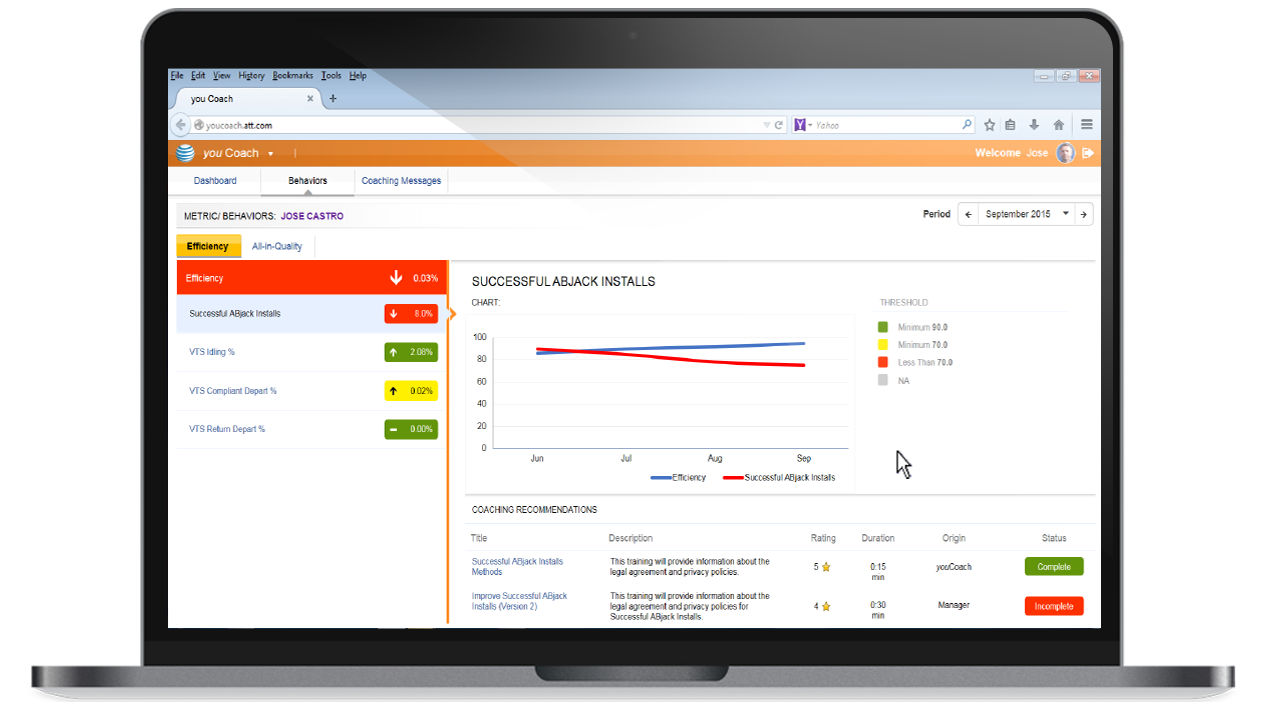 File Edit View History Bookmarks Tools Help
you Coach × +
youcoach.att.com Yahoo
you Coach Welcome Jose
Dashboard Behaviors Coaching Messages
METRIC/ BEHAVIORS: JOSE CASTRO
Period September 2015
Efficiency All-in-Quality
Efficiency 0.03%
Successful ABjack Installs 8.0%
VTS Idling % 2.08%
VTS Compliant Depart % 0.02%
VTS Return Depart % 0.00%
SUCCESSFUL ABJACK INSTALLS
CHART:
100
80
60
40
20
0
Jun Jul Aug Sep
Efficiency Successful ABjack Installs
THRESHOLD
Minimum 90.0
Minimum 70.0
Less Than 70.0
NA
COACHING RECOMMENDATIONS
Title Description Rating Duration Origin Status
Successful ABjack Installs
Methods
This training will provide information about the
legal agreement and privacy policies.
5
0:15
min
youCoach
Complete
Improve Successful ABjack
Installs (Version 2)
This training will provide information about the
legal agreement and privacy policies for
Successful ABjack Installs.
4
0:30
min
Manager
Incomplete